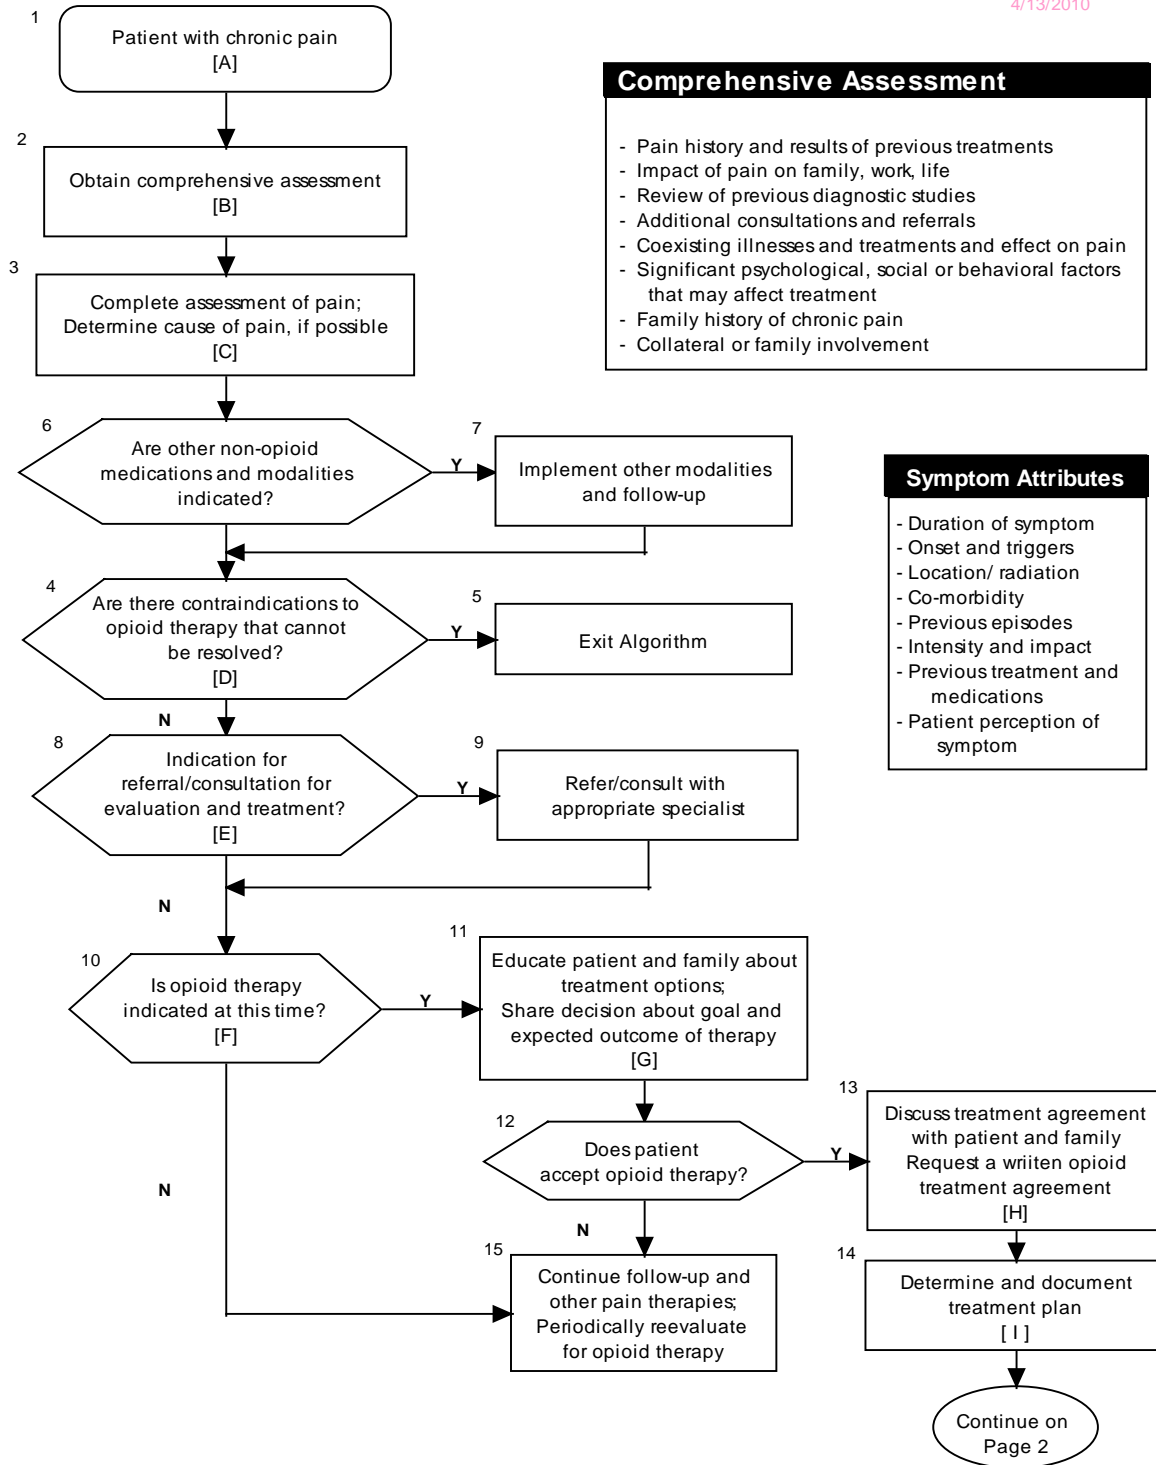 4/13/2010
1
Patient with chronic pain
[A]
2
Obtain comprehensive assessment
[B]
3
Complete assessment of pain;
Determine cause of pain, if possible
[C]
Comprehensive Assessment
- Pain history and results of previous treatments
- Impact of pain on family, work, life
- Review of previous diagnostic studies
- Additional consultations and referrals
- Coexisting illnesses and treatments and effect on pain
- Significant psychological, social or behavioral factors
that may affect treatment
- Family history of chronic pain
- Collateral or family involvement
6
Are other non-opioid
medications and modalities
indicated?
Y
7
Implement other modalities
and follow-up
Symptom Attributes
- Duration of symptom
- Onset and triggers
- Location/ radiation
- Co-morbidity
- Previous episodes
- Intensity and impact
- Previous treatment and
medications
- Patient perception of
symptom
4
Are there contraindications to
opioid therapy that cannot
be resolved?
[D]
Y
5
Exit Algorithm
N
8
Indication for
referral/consultation for
evaluation and treatment?
[E]
Y
9
Refer/consult with
appropriate specialist
N
10
Is opioid therapy
indicated at this time?
[F]
Y
11
Educate patient and family about
treatment options;
Share decision about goal and
expected outcome of therapy
[G]
12
Does patient
accept opioid therapy?
Y
13
Discuss treatment agreement
with patient and family
Request a wriiten opioid
treatment agreement
[H]
N
N
14
Determine and document
treatment plan
[ I ]
15
Continue follow-up and
other pain therapies;
Periodically reevaluate
for opioid therapy
Continue on
Page 2